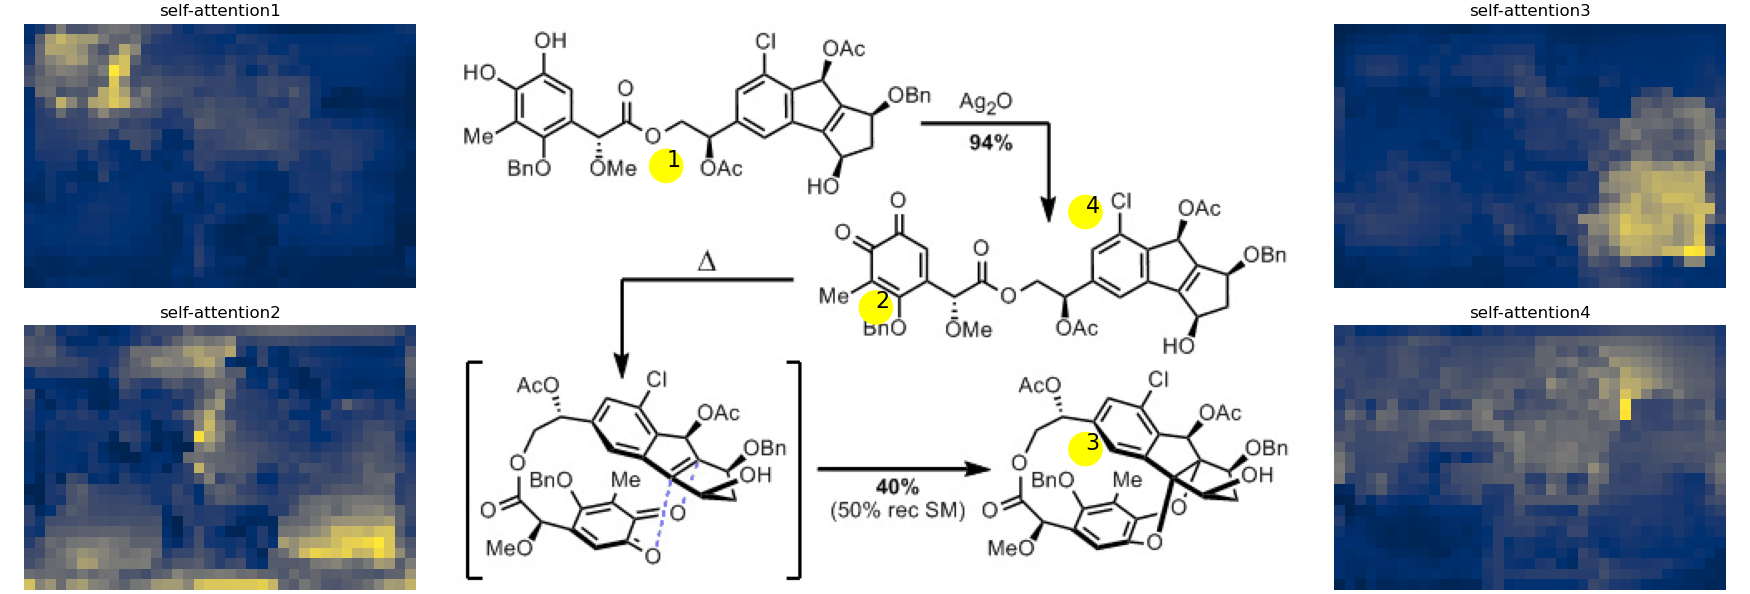 self-attention1
self-attention2
self-attention3
self-attention4
OH
HO
Me
BnO
OMe
O
O
1
OAc
Cl
OAc
OBn
HO
Ag2O
94%
O
O
Me
2
BnO
OMe
O
O
OAc
4
Cl
OAc
OBn
HO
Δ
AcO
Cl
OAc
OBn
OH
O
BnO
Me
O
O
MeO
O
40%
(50% rec SM)
AcO
Cl
3
OAc
OBn
OH
O
BnO
Me
O
O
MeO
O